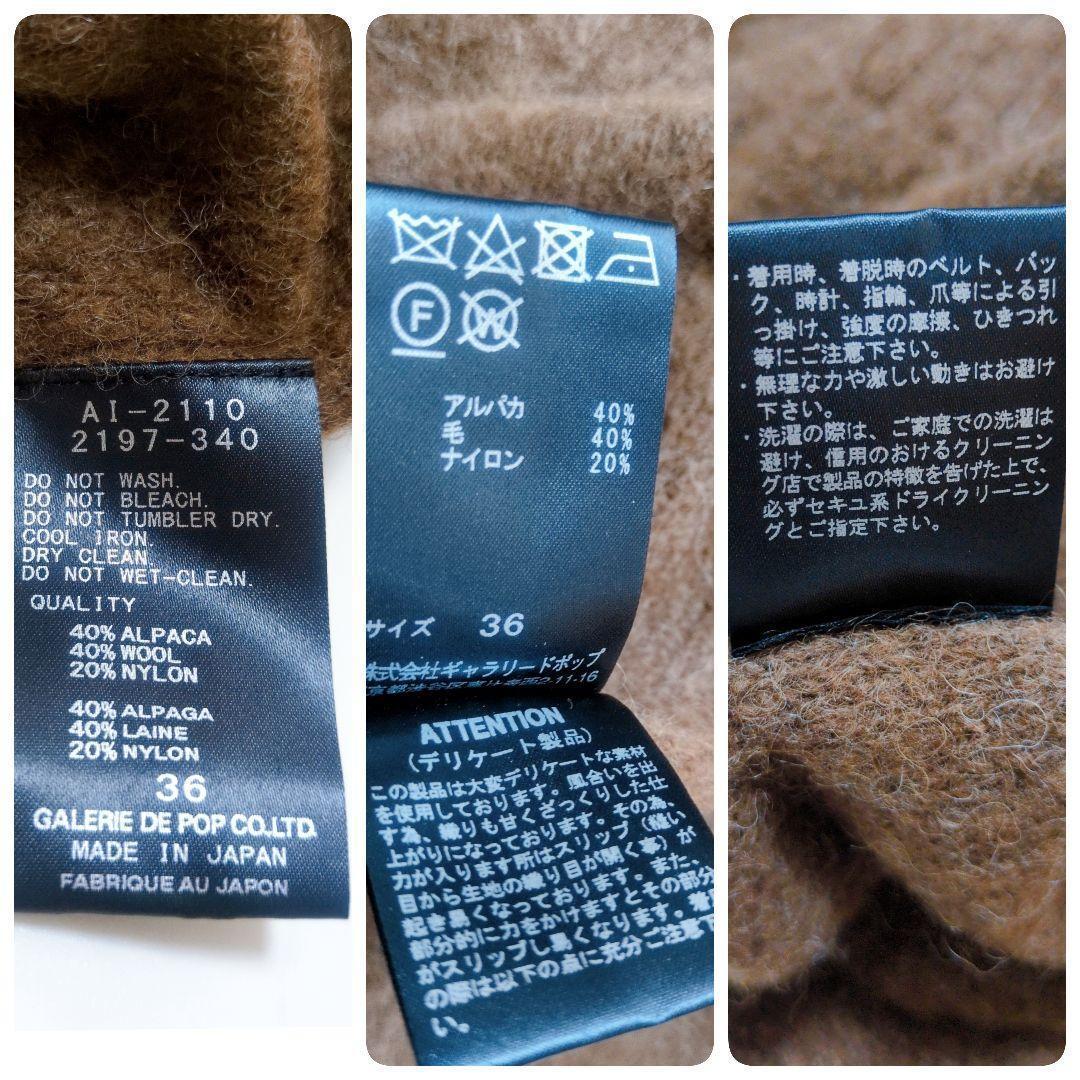 AI-2110
2197-340
DO NOT WASH.
DO NOT BLEACH.
DO NOT TUMBLER DRY.
COOL IRON.
DRY CLEAN.
DO NOT WET-CLEAN.
QUALITY
40% ALPACA
40% WOOL
20% NYLON
40% ALPAGA
40% LAINE
20% NYLON
36
GALERIE DE POP CO.LTD.
MADE IN JAPAN
FABRIQUE AU JAPON
F
W
アルパカ 40%
毛 40%
ナイロン 20%
サイズ 36
株式会社ギャラリードポップ
2-11-16
ATTENTION
(デリケート製品)
この製品は大変デリケートな素材
を使用しております。風合いを出
す為、織りも甘くざっくりした仕
上がりになっております。その為、
力が入ります所はスリップ(縫い
目から生地の織り目が開く事)が
起き易くなっております。また、
部分的に力をかけますとその部分
がスリップし易くなります。着
の際は以下の点に充分ご注意下
い。
・着用時、着脱時のベルト、バッ
ク、時計、指輪、爪等による引
っ掛け、強度の摩擦、ひきつれ
等にご注意下さい。
・無理な力や激しい動きはお避け
下さい。
・洗濯の際は、ご家庭での洗濯は
避け、信用のおけるクリーニン
グ店で製品の特徴を告げた上で、
必ずセキユ系ドライクリーニン
グとご指定下さい。